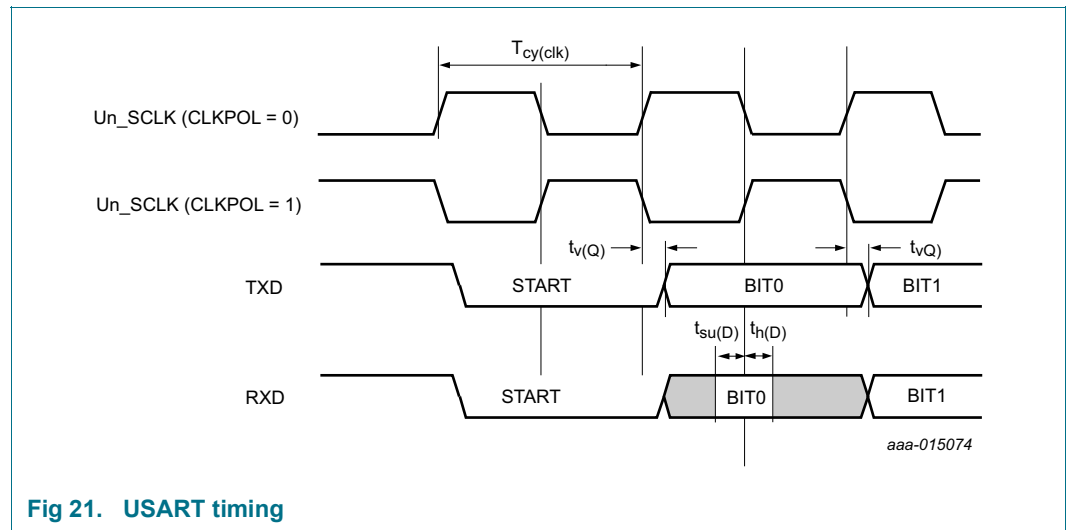 Tcy(clk)
Un_SCLK (CLKPOL = 0)
Un_SCLK (CLKPOL = 1)
tv(Q)
tvQ)
TXD
START
BIT0
BIT1
tsu(D)
th(D)
RXD
START
BIT0
BIT1
aaa-015074
Fig 21. USART timing